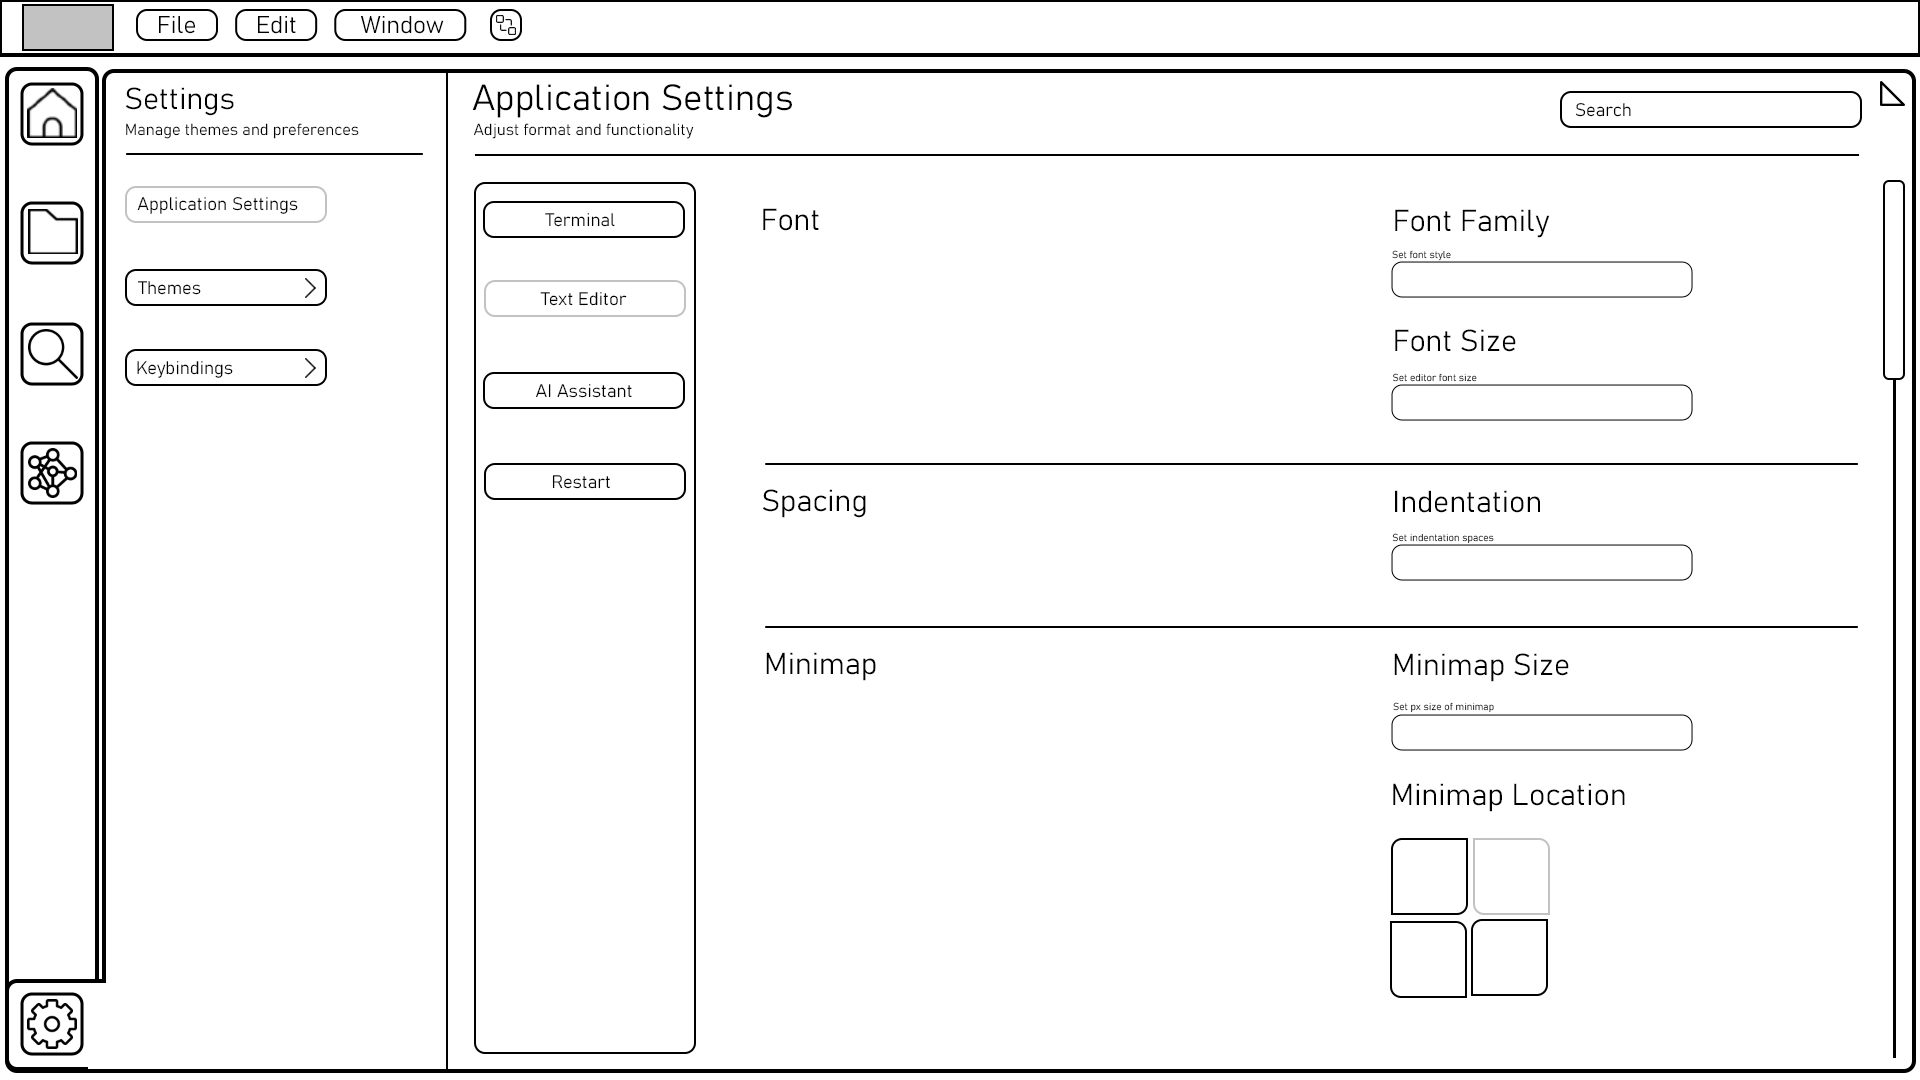 File
Edit
Window
Settings
Manage themes and preferences
Application Settings
Themes
Keybindings
Application Settings
Adjust format and functionality
Search
Terminal
Text Editor
AI Assistant
Restart
Font
Font Family
Set font style
Font Size
Set editor font size
Spacing
Indentation
Set indentation spaces
Minimap
Minimap Size
Set px size of minimap
Minimap Location